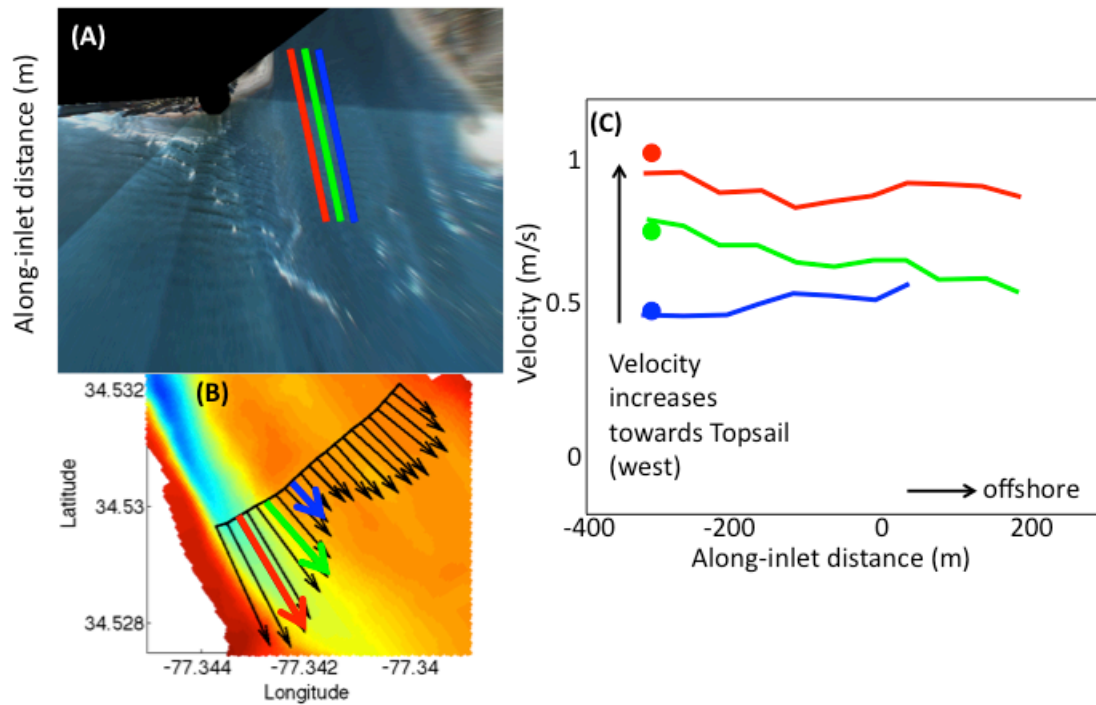 Along-inlet distance (m)
(A)
(B)
34.532
34.53
34.528
Latitude
-77.344
-77.342
-77.34
Longitude
(C)
1
0.5
0
Velocity (m/s)
Velocity
increases
towards Topsail
(west)
offshore
-400
-200
0
200
Along-inlet distance (m)